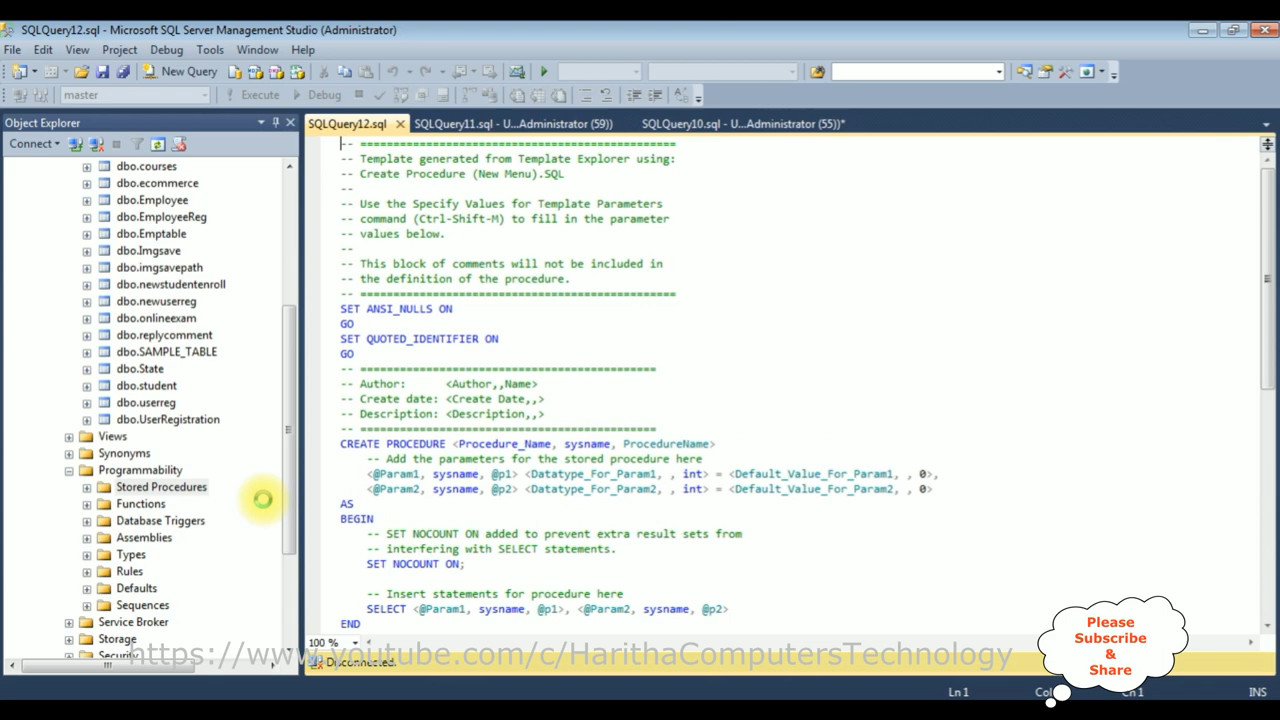 SQLQuery12.sql - Microsoft SQL Server Management Studio (Administrator)
File Edit View Project Debug Tools Window Help
New Query
master Execute Debug
Object Explorer
Connect
dbo.courses
dbo.ecommerce
dbo.Employee
dbo.EmployeeReg
dbo.Emptable
dbo.Imgsave
dbo.imgsavepath
dbo.newstudentenroll
dbo.newuserreg
dbo.onlineexam
dbo.replycomment
dbo.SAMPLE_TABLE
dbo.State
dbo.student
dbo.userreg
dbo.UserRegistration
Views
Synonyms
Programmability
Stored Procedures
Functions
Database Triggers
Assemblies
Types
Rules
Defaults
Sequences
Service Broker
Storage
Security
SQLQuery12.sql SQLQuery11.sql - U...Administrator (59)) SQLQuery10.sql - U...Administrator (55))*
-- =============================================
-- Template generated from Template Explorer using:
-- Create Procedure (New Menu).SQL
--
-- Use the Specify Values for Template Parameters
-- command (Ctrl-Shift-M) to fill in the parameter
-- values below.
--
-- This block of comments will not be included in
-- the definition of the procedure.
-- ================================================
SET ANSI_NULLS ON
GO
SET QUOTED_IDENTIFIER ON
GO
-- =============================================
-- Author: <Author,,Name>
-- Create date: <Create Date,,>
-- Description: <Description,,>
-- =============================================
CREATE PROCEDURE <Procedure_Name, sysname, ProcedureName>
-- Add the parameters for the stored procedure here
<@Param1, sysname, @p1> <Datatype_For_Param1, , int> = <Default_Value_For_Param1, , 0>,
<@Param2, sysname, @p2> <Datatype_For_Param2, , int> = <Default_Value_For_Param2, , 0>
AS
BEGIN
-- SET NOCOUNT ON added to prevent extra result sets from
-- interfering with SELECT statements.
SET NOCOUNT ON;
-- Insert statements for procedure here
SELECT <@Param1, sysname, @p1>, <@Param2, sysname, @p2>
END
100 %
Disconnected.
https://www.youtube.com/c/HarithaComputersTechnology
Please
Subscribe
&
Share
Ln 1 Col Ch 1 INS